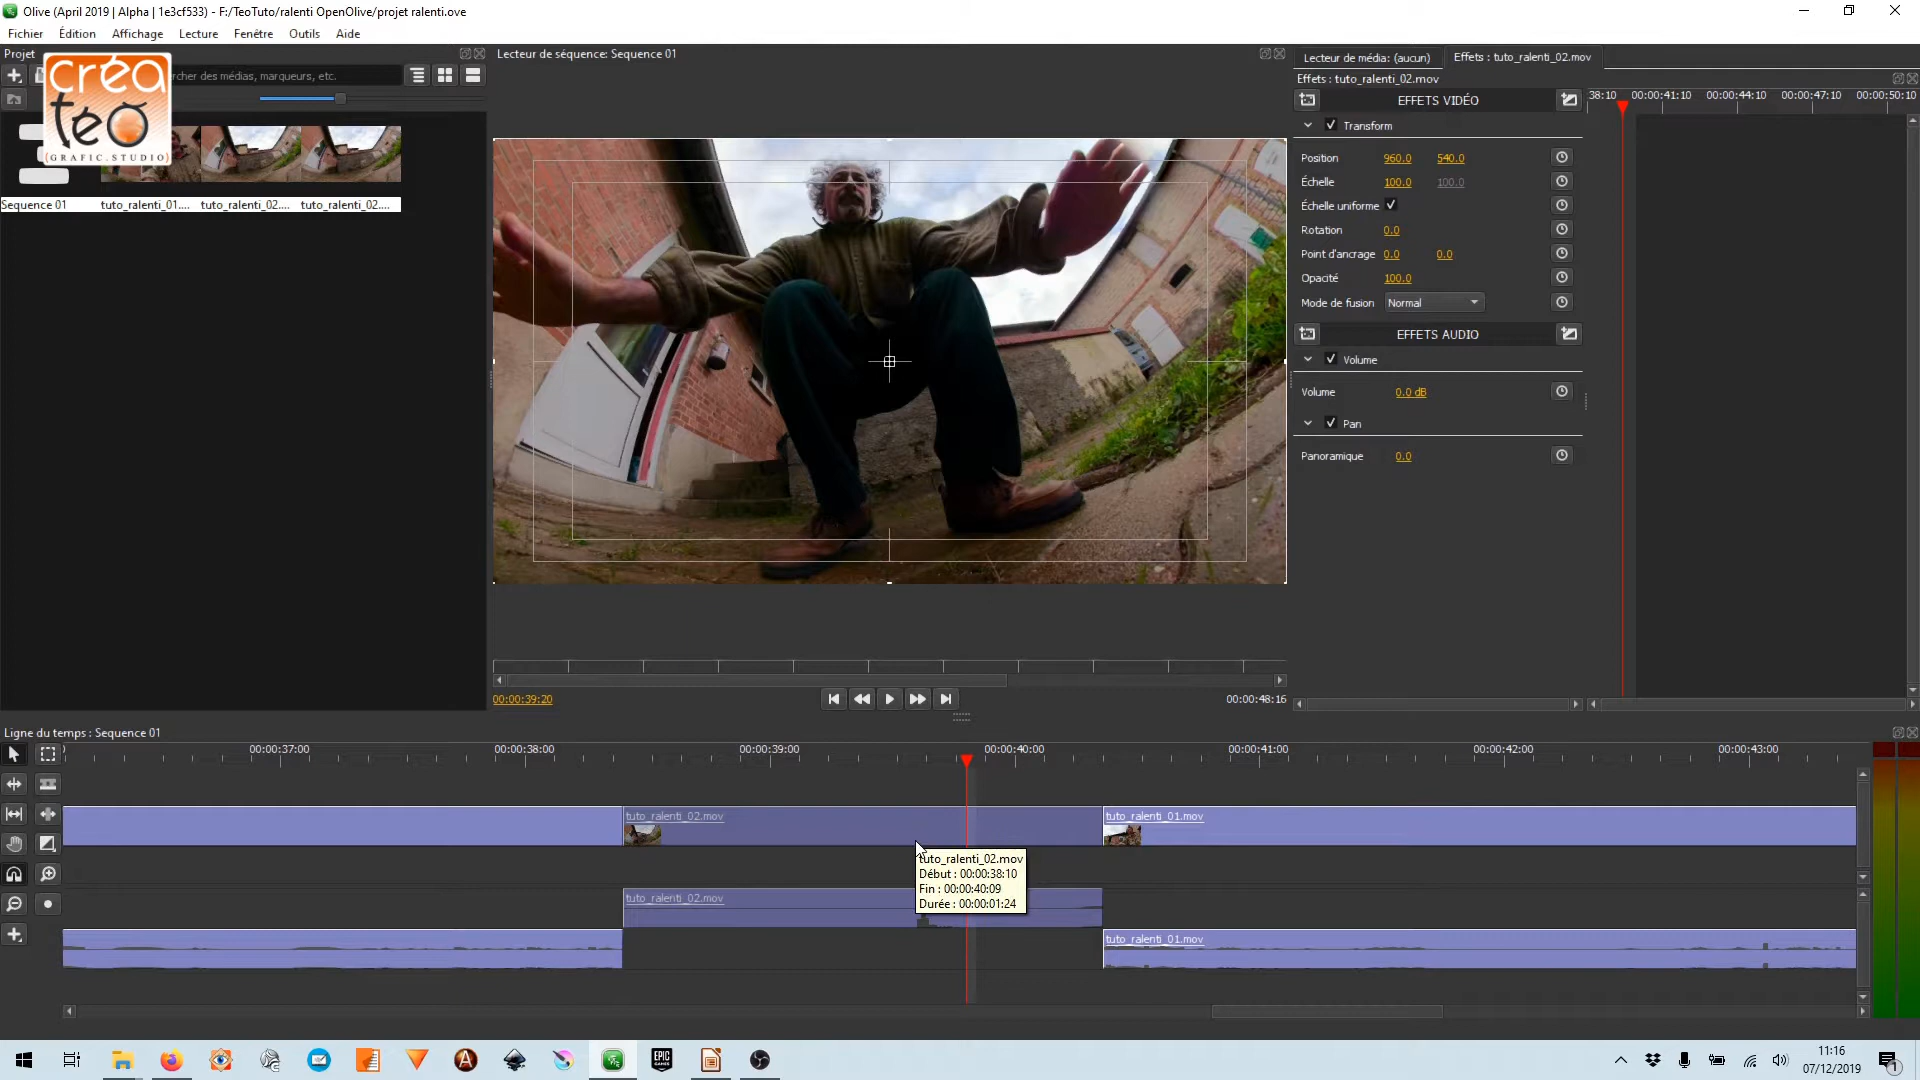 Olive (April 2019 | Alpha | 1e3cf533) - F:/TeoTuto/ralenti OpenOlive/projet ralenti.ove
Fichier Édition Affichage Lecture Fenêtre Outils Aide
Projet
créa
teo
(GRAFIC.STUDIO)
cher des médias, marqueurs, etc.
Sequence 01
tuto_ralenti_01....
tuto_ralenti_02....
tuto_ralenti_02....
Lecteur de séquence: Sequence 01
00:00:39:20
00:00:48:16
Lecteur de média: (aucun)
Effets : tuto_ralenti_02.mov
Effets : tuto_ralenti_02.mov
EFFETS VIDÉO
38:10 00:00:41:10 00:00:44:10 00:00:47:10 00:00:50:10
Transform
Position 960.0 540.0
Échelle 100.0 100.0
Échelle uniforme
Rotation 0.0
Point d'ancrage 0.0 0.0
Opacité 100.0
Mode de fusion Normal
EFFETS AUDIO
Volume
Volume 0.0 dB
Pan
Panoramique 0.0
Ligne du temps : Sequence 01
00:00:37:00 00:00:38:00 00:00:39:00 00:00:40:00 00:00:41:00 00:00:42:00 00:00:43:00
tuto_ralenti_02.mov
tuto_ralenti_01.mov
tuto_ralenti_02.mov
Début : 00:00:38:10
Fin : 00:00:40:09
Durée : 00:00:01:24
tuto_ralenti_02.mov
tuto_ralenti_01.mov
EPIC
GAMES
11:16
07/12/2019
1